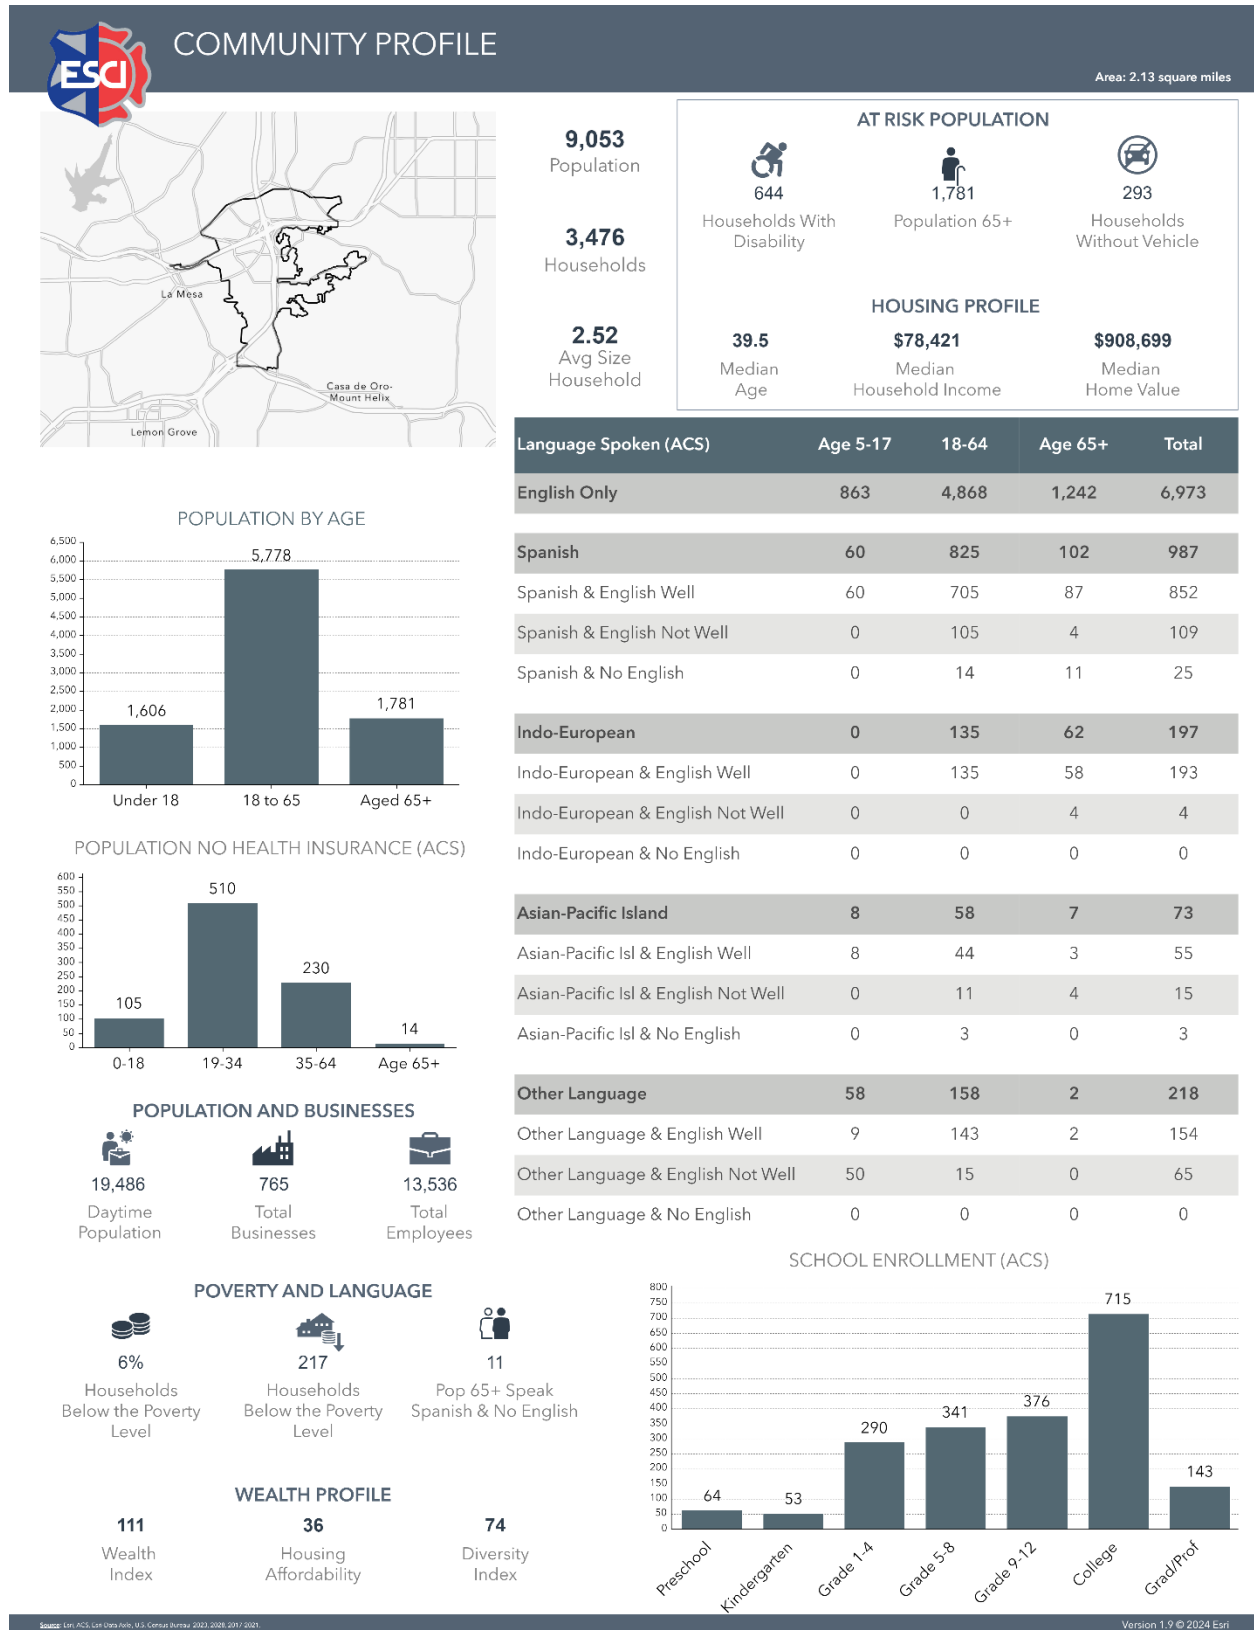 ESCI
COMMUNITY PROFILE
Area: 2.13 square miles
La Mesa
Casa de Oro-
Mount Helix
Lemon Grove
9,053
Population
3,476
Households
2.52
Avg Size
Household
AT RISK POPULATION
644 1,781 293
Households With Population 65+ Households
Disability Without Vehicle
HOUSING PROFILE
39.5 $78,421 $908,699
Median Median Median
Age Household Income Home Value
Language Spoken (ACS) Age 5-17 18-64 Age 65+ Total
English Only 863 4,868 1,242 6,973
Spanish 60 825 102 987
Spanish & English Well 60 705 87 852
Spanish & English Not Well 0 105 4 109
Spanish & No English 0 14 11 25
Indo-European 0 135 62 197
Indo-European & English Well 0 135 58 193
Indo-European & English Not Well 0 0 4 4
Indo-European & No English 0 0 0 0
Asian-Pacific Island 8 58 7 73
Asian-Pacific Isl & English Well 8 44 3 55
Asian-Pacific Isl & English Not Well 0 11 4 15
Asian-Pacific Isl & No English 0 3 0 3
Other Language 58 158 2 218
Other Language & English Well 9 143 2 154
Other Language & English Not Well 50 15 0 65
Other Language & No English 0 0 0 0
POPULATION BY AGE
6,500
6,000
5,500
5,000
4,500
4,000
3,500
3,000
2,500
2,000
1,500
1,000
500
0
1,606 5,778 1,781
Under 18 18 to 65 Aged 65+
POPULATION NO HEALTH INSURANCE (ACS)
600
550
500
450
400
350
300
250
200
150
100
50
0
105 510 230 14
0-18 19-34 35-64 Age 65+
POPULATION AND BUSINESSES
19,486 765 13,536
Daytime Total Total
Population Businesses Employees
POVERTY AND LANGUAGE
6% 217 11
Households Households Pop 65+ Speak
Below the Poverty Below the Poverty Spanish & No English
Level Level
WEALTH PROFILE
111 36 74
Wealth Housing Diversity
Index Affordability Index
SCHOOL ENROLLMENT (ACS)
800
750
700
650
600
550
500
450
400
350
300
250
200
150
100
50
0
64 53 290 341 376 715 143
Preschool Kindergarten Grade 1-4 Grade 5-8 Grade 9-12 College Grad/Prof
Source: Esri, ACS, Esri Data Axle, U.S. Census Bureau 2023, 2028, 2017-2021.
Version 1.9 © 2024 Esri